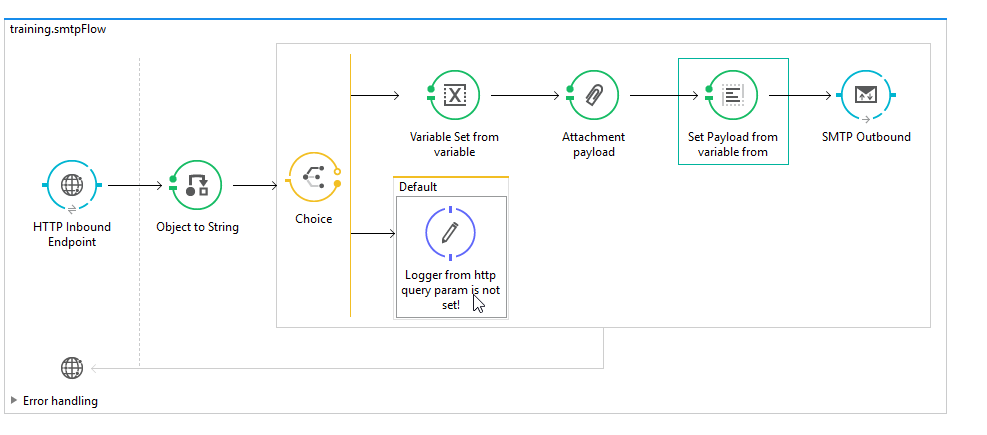 training.smtpFlow
Variable Set from
variable
Attachment
payload
Set Payload from
variable from
SMTP Outbound
HTTP Inbound
Endpoint
Object to String
Choice
Default
Logger from http
query param is not
set!
Error handling